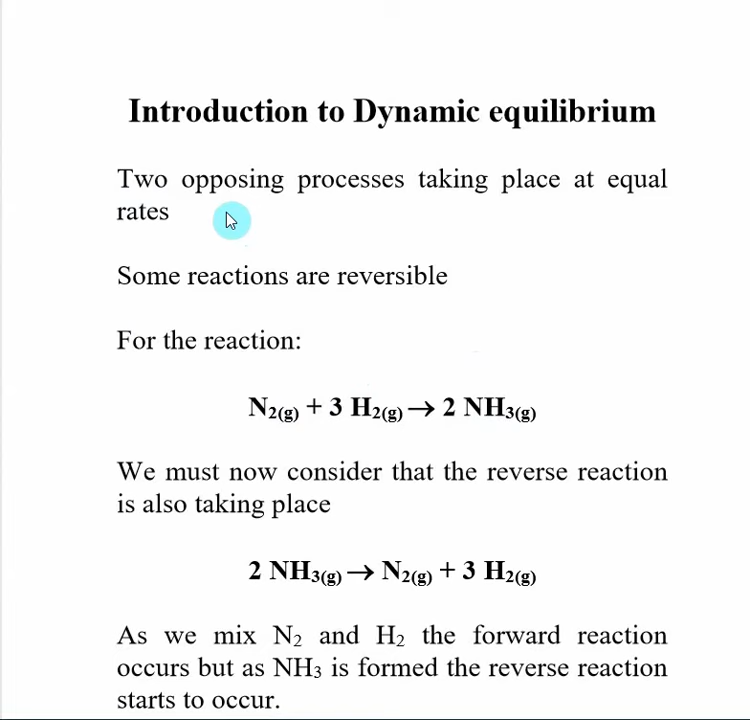 Introduction to Dynamic equilibrium
Two opposing processes taking place at equal
rates
Some reactions are reversible
For the reaction:
N₂(g) + 3 H₂(g) → 2 NH₃(g)
We must now consider that the reverse reaction
is also taking place
2 NH₃(g) → N₂(g) + 3 H₂(g)
As we mix N₂ and H₂ the forward reaction
occurs but as NH₃ is formed the reverse reaction
starts to occur.